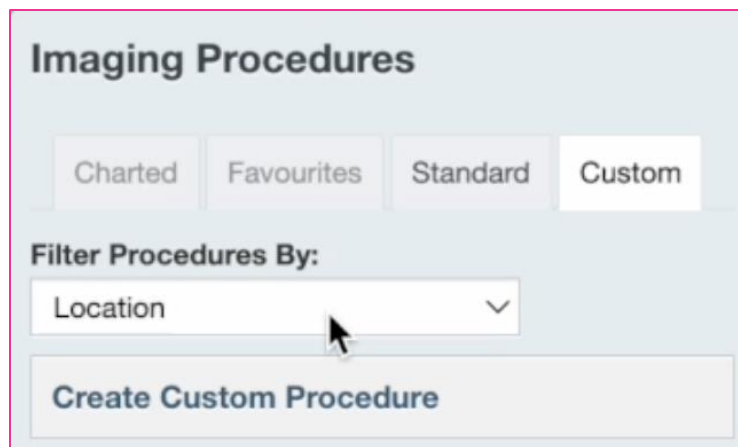 Imaging Procedures
Charted Favourites Standard Custom
Filter Procedures By:
Location
Create Custom Procedure